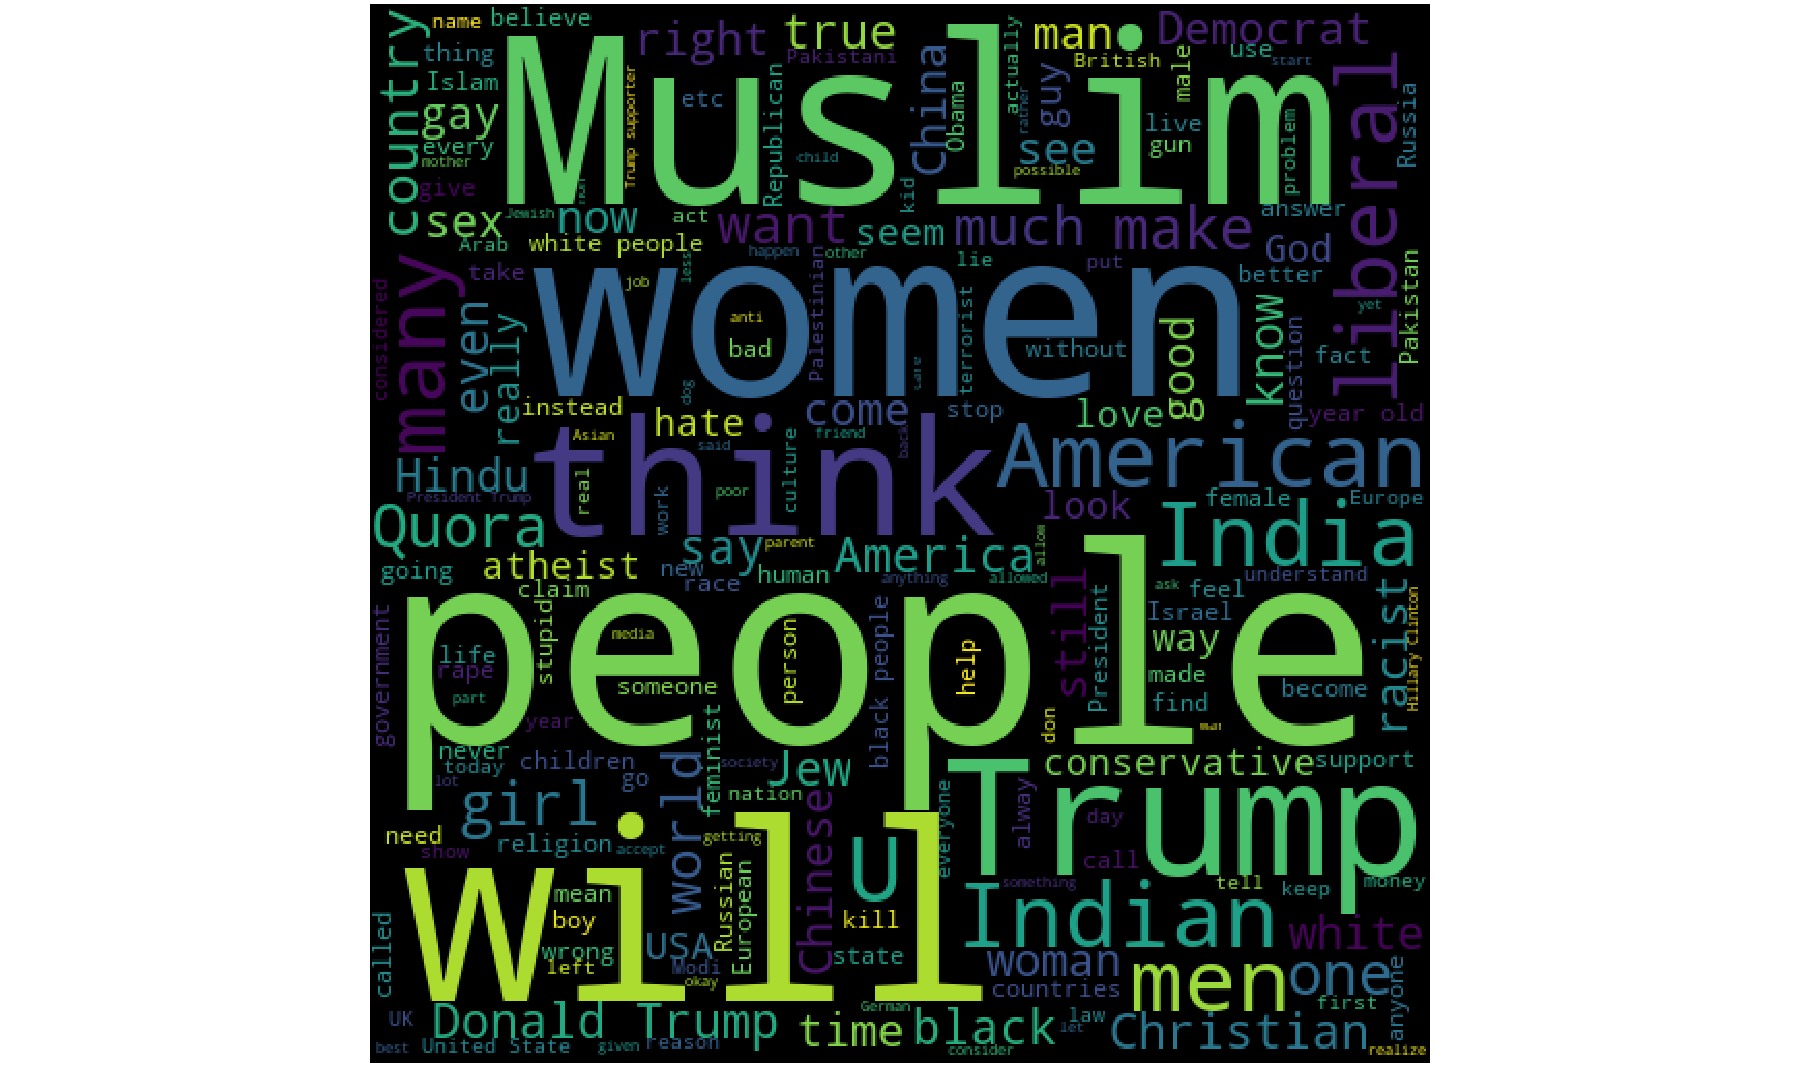 name believe
country
thing
Islam
gay
every
mother
give
Muslim
right
true
Pakistani
etc
Trump supporter
Republican
child
China
Obama
actually
man
guy
British
see
rather
possible
live
gun
male
problem
Democrat
use
start
liberal
Russia
sex
Jewish
now
act
want
kid
seem
much make
answer
Arab
white people
happen
other
lie
put
God
better
take
job
less
considered
many
even
really
women
anti
bad
Palestinian
care
terrorist
without
good
know
question
fact
yet
Pakistan
instead
dog
hate
come
stop
love
year old
Asian
said
friend
back
think
American
Hindu
President Trump
real
work
poor
culture
look
female
Europe
Quora
say
parent
America
allow
India
going
atheist
new
human
anything
allowed
ask
feel
understand
claim
race
government
stupid
life
rape
part
media
people
someone
person
black people
help
still
President
Israel
way
made
find
become
racist
Hillary Clinton
year
feminist
don
man
never
today
lot
children
go
world
society
Jew
nation
conservative
support
girl
Trump
need
show
religion
accept
getting
Chinese
U
everyone
alway
day
call
will
mean
boy
wrong
left
USA
Modi
okay
Russian
European
kill
state
something
tell
keep
money
Indian
white
called
woman
countries
men
one
first
anyone
UK
Donald Trump
time
German
black
let
law
Christian
best
United State
given
reason
consider
realize